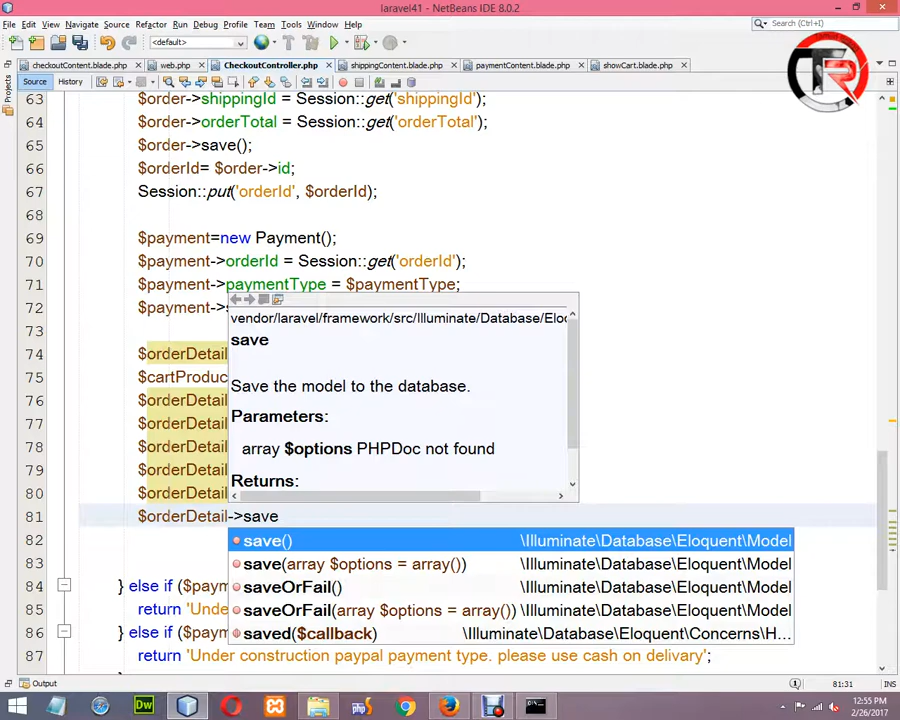 laravel41 - NetBeans IDE 8.0.2
File Edit View Navigate Source Refactor Run Debug Profile Team Tools Window Help
Search (Ctrl+I)
<default>
checkoutContent.blade.php web.php CheckoutController.php shippingContent.blade.php paymentContent.blade.php showCart.blade.php
Source History
Projects
63 $order->shippingId = Session::get('shippingId');
64 $order->orderTotal = Session::get('orderTotal');
65 $order->save();
66 $orderId= $order->id;
67 Session::put('orderId', $orderId);
68
69 $payment=new Payment();
70 $payment->orderId = Session::get('orderId');
71 $payment->paymentType = $paymentType;
72 $payment->
73
vendor/laravel/framework/src/Illuminate/Database/Elo
save
Save the model to the database.
Parameters:
array $options PHPDoc not found
Returns:
74 $orderDetail
75 $cartProduc
76 $orderDetail
77 $orderDetail
78 $orderDetail
79 $orderDetail
80 $orderDetail
81 $orderDetail->save
82
83
save() \Illuminate\Database\Eloquent\Model
save(array $options = array()) \Illuminate\Database\Eloquent\Model
saveOrFail() \Illuminate\Database\Eloquent\Model
saveOrFail(array $options = array()) \Illuminate\Database\Eloquent\Model
saved($callback) \Illuminate\Database\Eloquent\Concerns\H...
84 } else if ($paym
85 return 'Unde
86 } else if ($paym
87 return 'Under construction paypal payment type. please use cash on delivary';
Output
81:31 INS
12:55 PM
2/26/2017